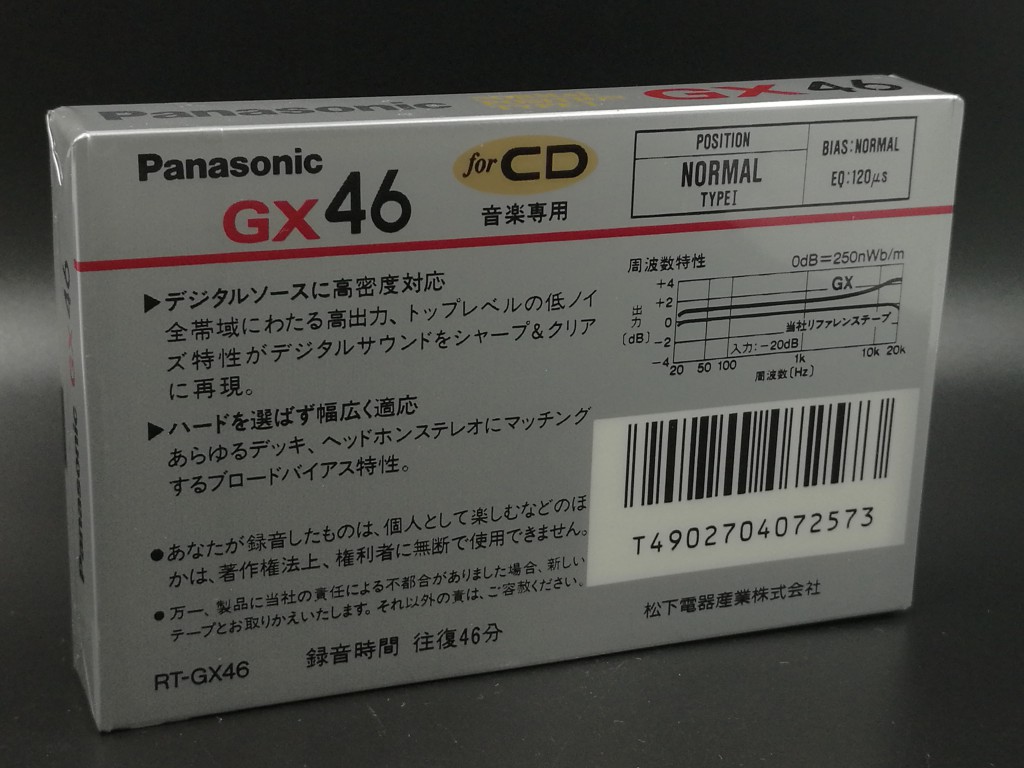 Panasonic
GX 46
Panasonic
GX46
for CD
音楽専用
POSITION
NORMAL
TYPE I
BIAS:NORMAL
EQ:120μs
▶デジタルソースに高密度対応
全帯域にわたる高出力、トップレベルの低ノイ
ズ特性がデジタルサウンドをシャープ&クリア
に再現。
▶ハードを選ばず幅広く適応
あらゆるデッキ、ヘッドホンステレオにマッチング
するブロードバイアス特性。
●あなたが録音したものは、個人として楽しむなどのほ
かは、著作権法上、権利者に無断で使用できません。
●万一、製品に当社の責任による不都合がありました場合、新しい
テープとお取りかえいたします。それ以外の責は、ご容赦ください。
RT-GX46
録音時間 往復46分
周波数特性
0dB=250nWb/m
出力
(dB)
+4
+2
0
-2
-4
GX
当社リファレンステープ
入力:-20dB
20 50 100 1k 10k 20k
周波数(Hz)
T4902704072573
松下電器産業株式会社
GX 46
Panasonic